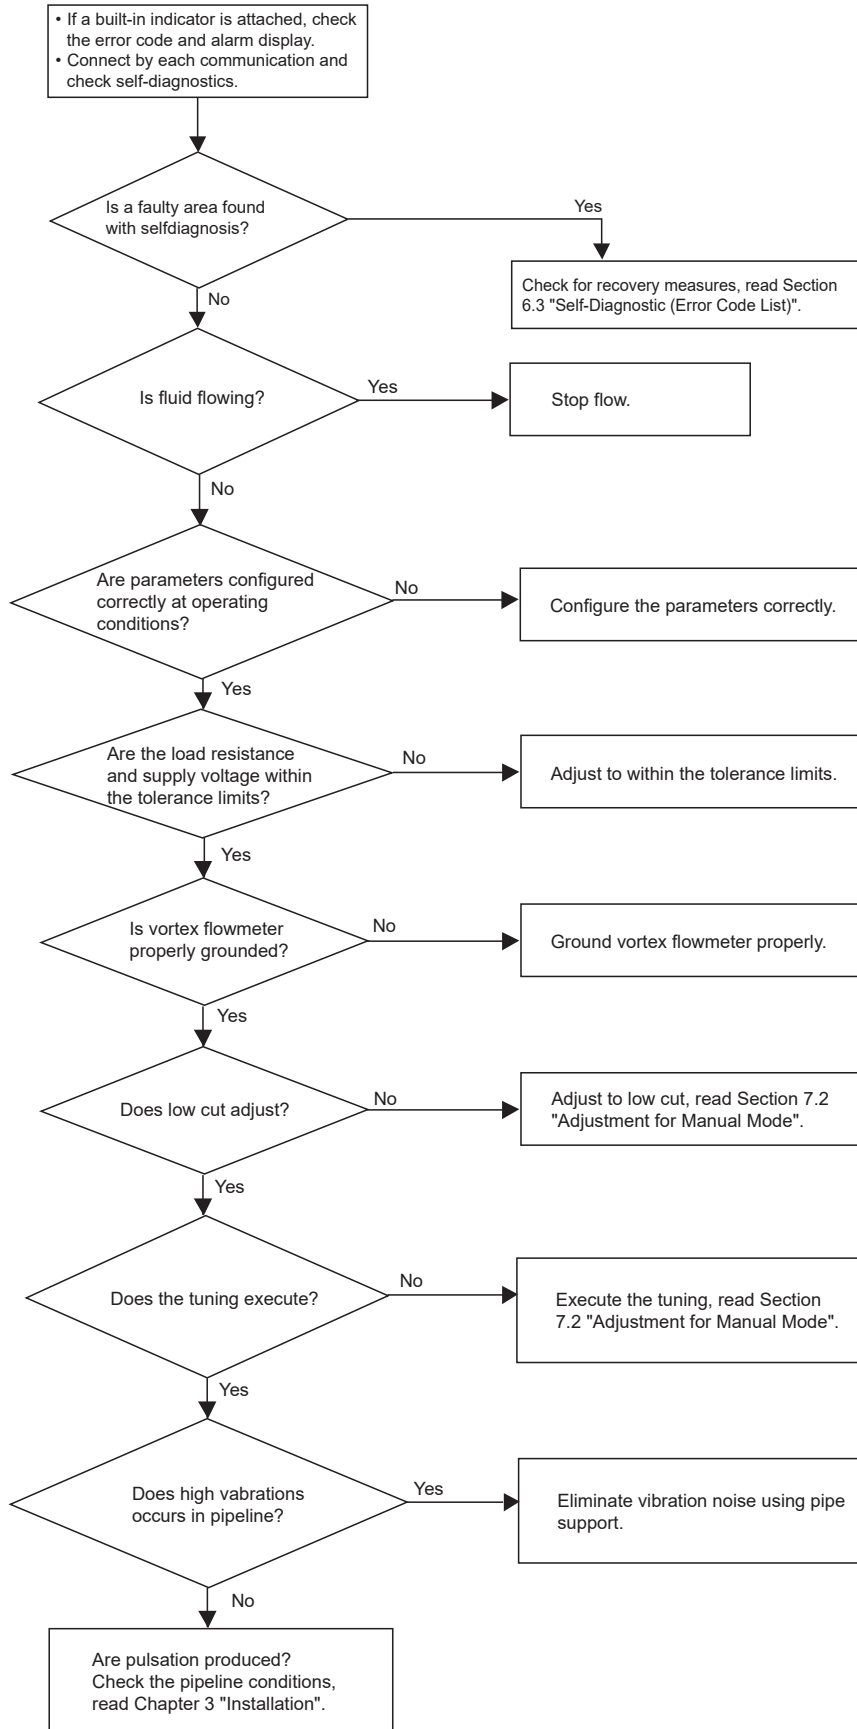 • If a built-in indicator is attached, check
the error code and alarm display.
• Connect by each communication and
check self-diagnostics.
Is a faulty area found
with selfdiagnosis?
Yes
Check for recovery measures, read Section
6.3 "Self-Diagnostic (Error Code List)".
No
Is fluid flowing?
Yes
Stop flow.
No
Are parameters configured
correctly at operating
conditions?
No
Configure the parameters correctly.
Yes
Are the load resistance
and supply voltage within
the tolerance limits?
No
Adjust to within the tolerance limits.
Yes
Is vortex flowmeter
properly grounded?
No
Ground vortex flowmeter properly.
Yes
Does low cut adjust?
No
Adjust to low cut, read Section 7.2
"Adjustment for Manual Mode".
Yes
Does the tuning execute?
No
Execute the tuning, read Section
7.2 "Adjustment for Manual Mode".
Yes
Does high vabrations
occurs in pipeline?
Yes
Eliminate vibration noise using pipe
support.
No
Are pulsation produced?
Check the pipeline conditions,
read Chapter 3 "Installation".